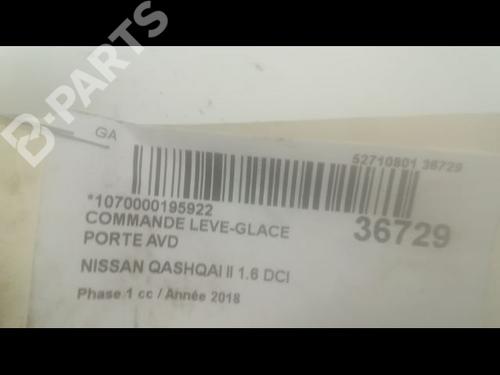 B-PARTS
GA
52710801 36729
*1070000195922
COMMANDE LEVE-GLACE
36729
PORTE AVD
NISSAN QASHQAI II 1.6 DCI
Phase 1 cc / Année 2018